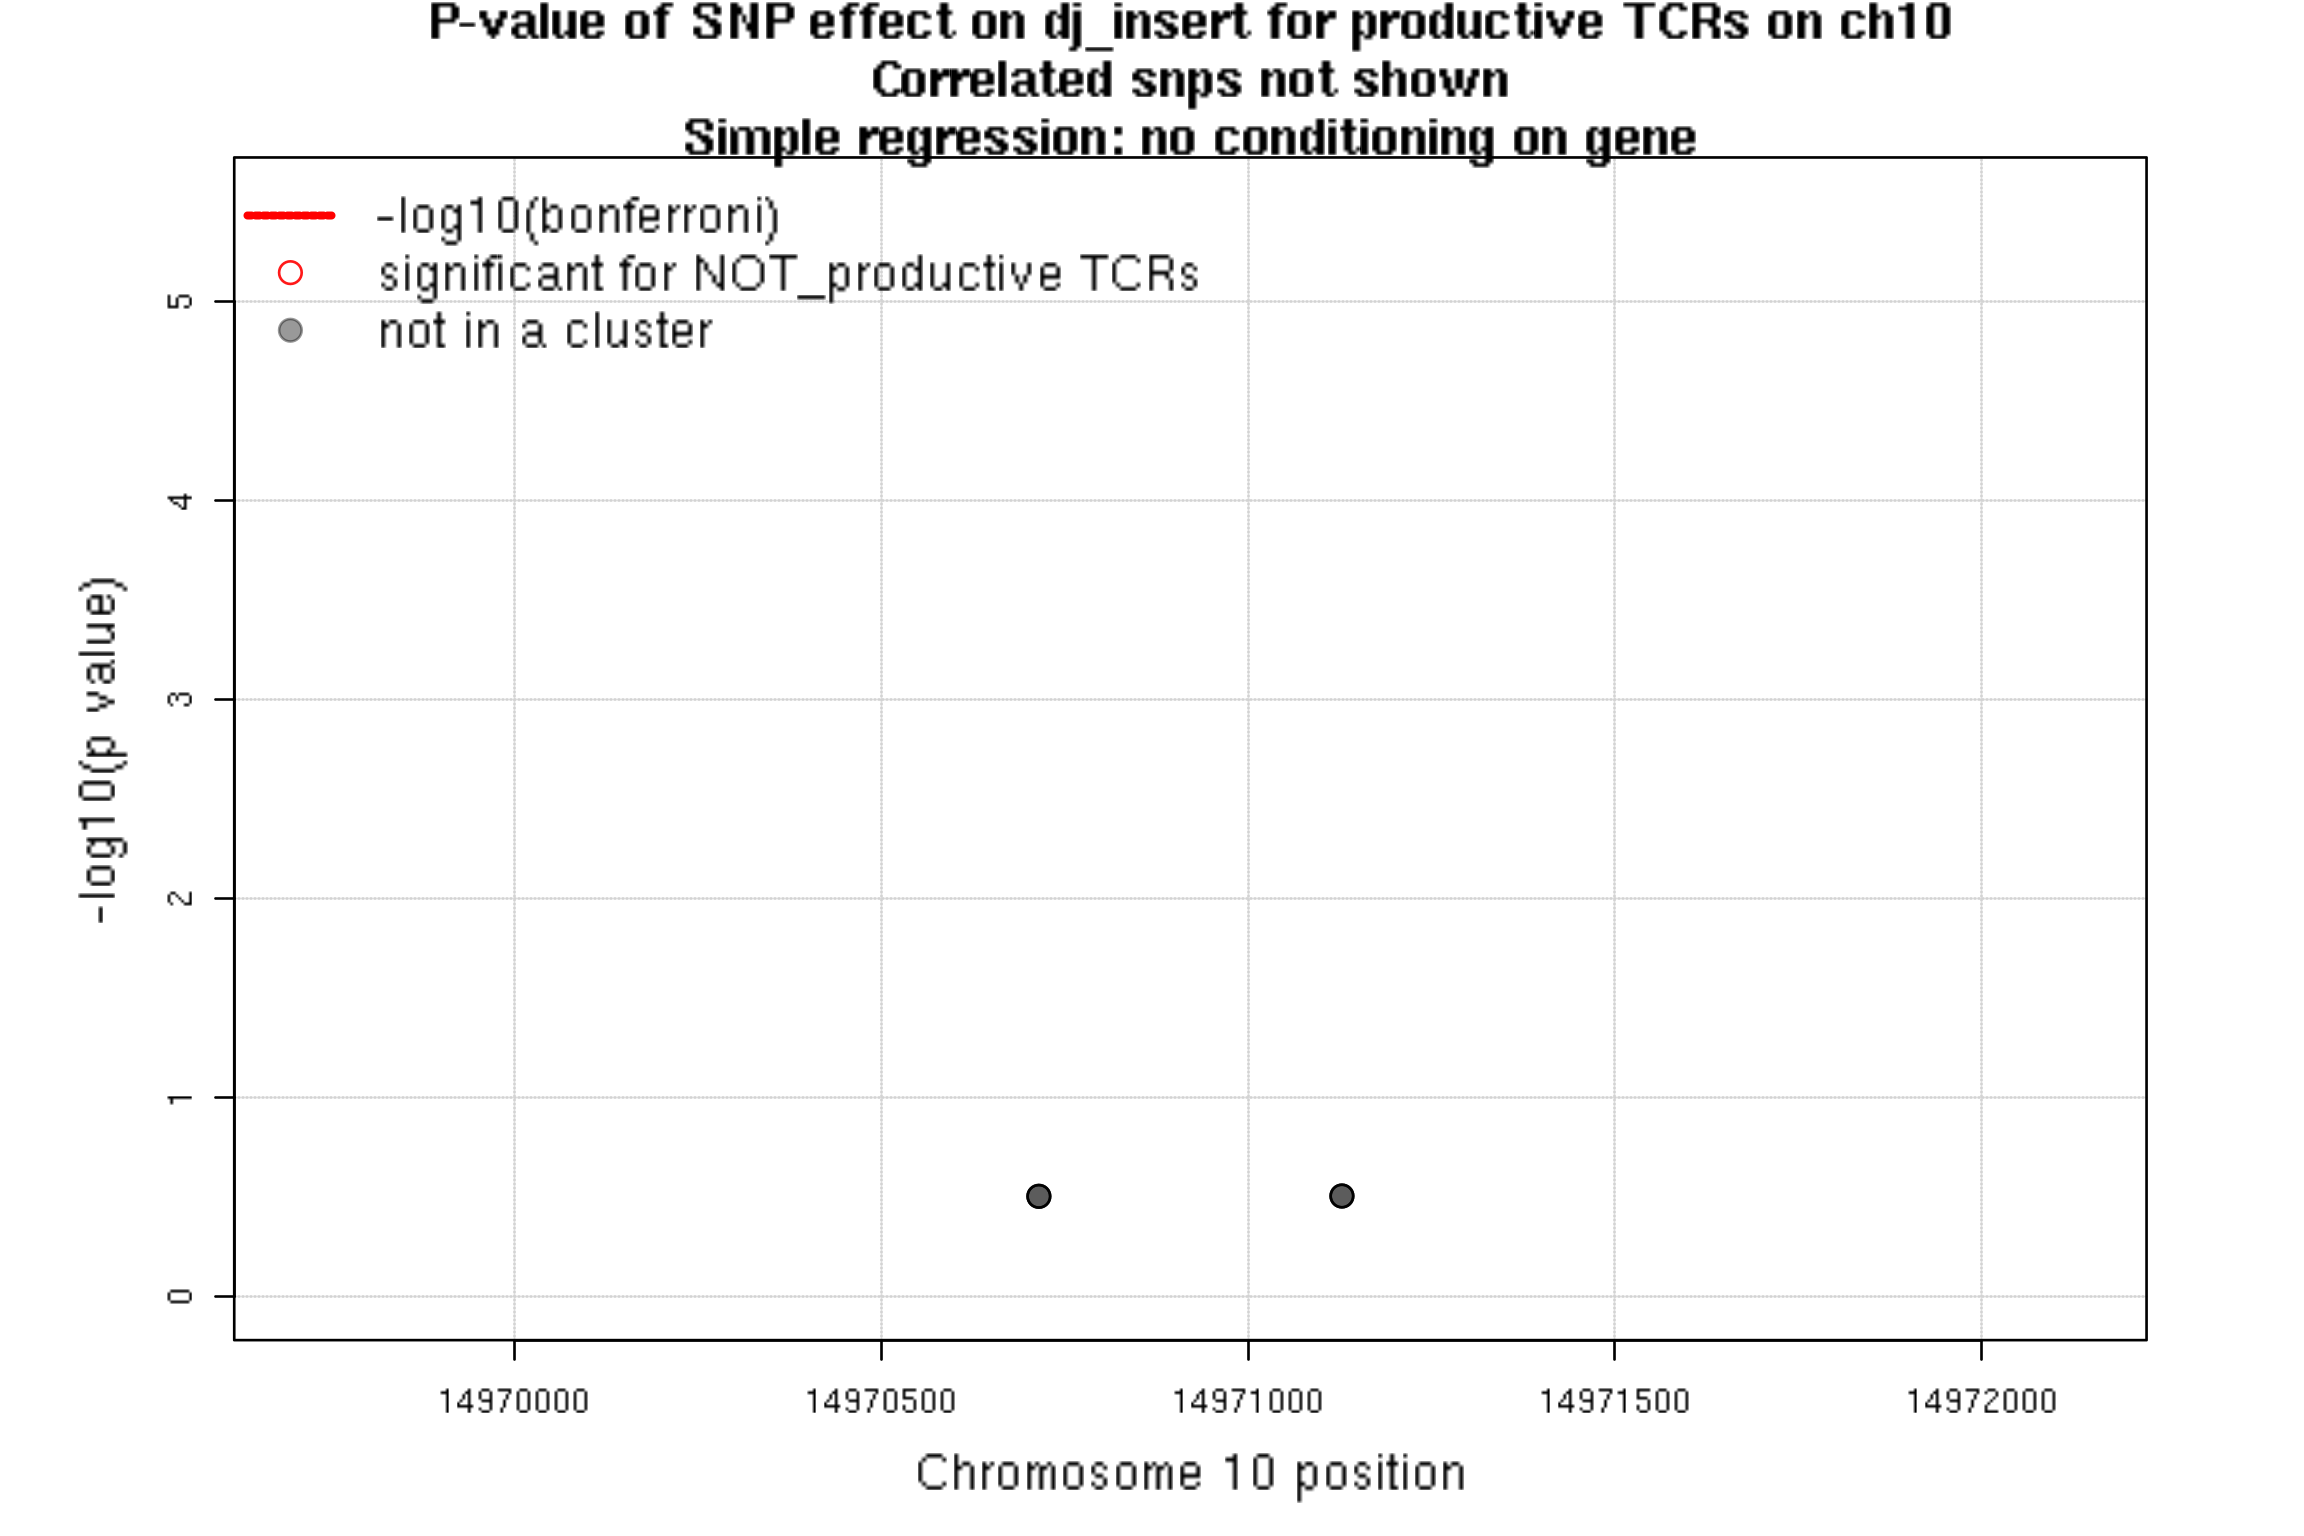 P-value of SNP effect on dj_insert for productive TCRs on ch10
Correlated snps not shown
Simple regression: no conditioning on gene
-log10(bonferroni)
significant for NOT_productive TCRs
not in a cluster
5
4
3
2
1
0
-log10(p value)
14970000 14970500 14971000 14971500 14972000
Chromosome 10 position